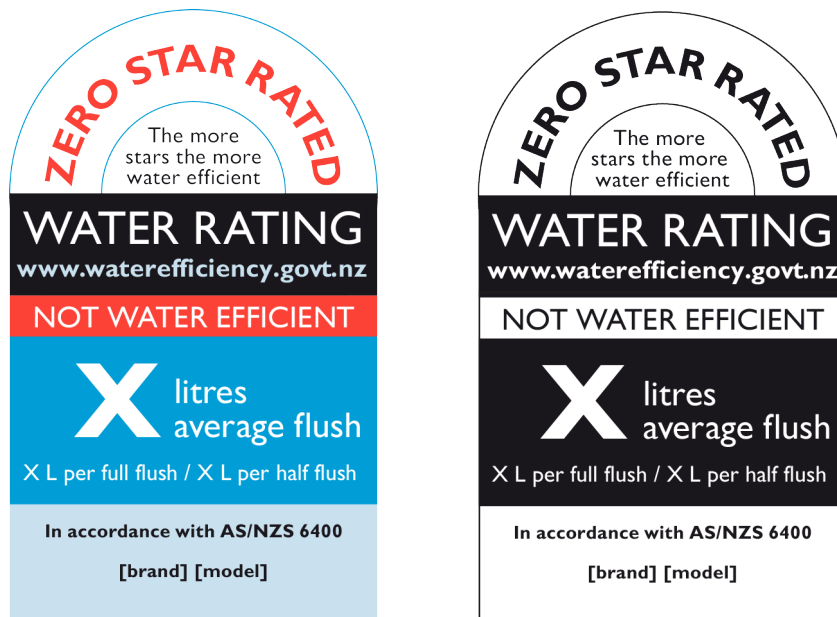 ZERO STAR RATED
The more
stars the more
water efficient
WATER RATING
www.waterefficiency.govt.nz
NOT WATER EFFICIENT
X litres
average flush
X L per full flush / X L per half flush
In accordance with AS/NZS 6400
[brand] [model]
ZERO STAR RATED
The more
stars the more
water efficient
WATER RATING
www.waterefficiency.govt.nz
NOT WATER EFFICIENT
X litres
average flush
X L per full flush / X L per half flush
In accordance with AS/NZS 6400
[brand] [model]